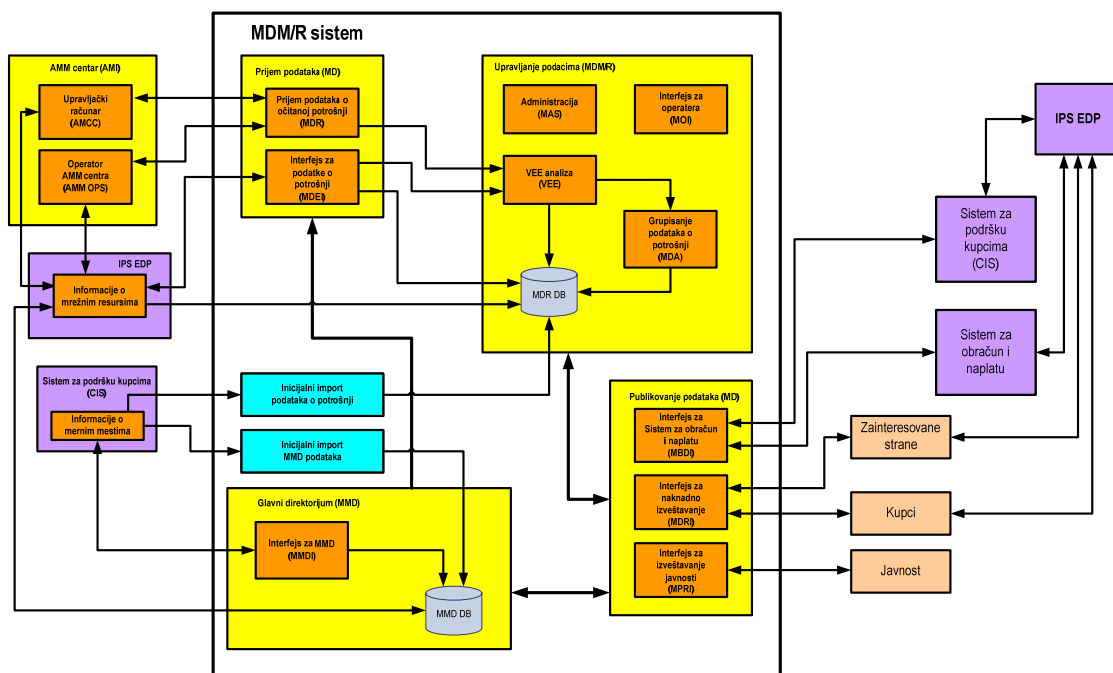 MDM/R sistem
AMM centar (AMI)
Upravljački
računar
(AMCC)
Operator
AMM centra
(AMM OPS)
IPS EDP
Informacije o
mrežnim resursima
Sistem za podršku kupcima
(CIS)
Informacije o
mernim mestima
Prijem podataka (MD)
Prijem podataka o
očitanoj potrošnji
(MDR)
Interfejs za
podatke o
potrošnji
(MDEI)
Inicijalni import
podataka o potrošnji
Inicijalni import
MMD podataka
Glavni direktorijum (MMD)
Interfejs za MMD
(MMDI)
MMD DB
Upravljanje podacima (MDM/R)
Administracija
(MAS)
Interfejs za
operatera
(MOI)
VEE analiza
(VEE)
Grupisanje
podataka o
potrošnji
(MDA)
MDR DB
Publikovanje podataka (MD)
Interfejs za
Sistem za obračun
i naplatu
(MBDI)
Interfejs za
naknadno
izveštavanje
(MDRI)
Interfejs za
izveštavanje
javnosti
(MPRI)
IPS EDP
Sistem za
podršku
kupcima
(CIS)
Sistem za
obračun i
naplatu
Zainteresovane
strane
Kupci
Javnost